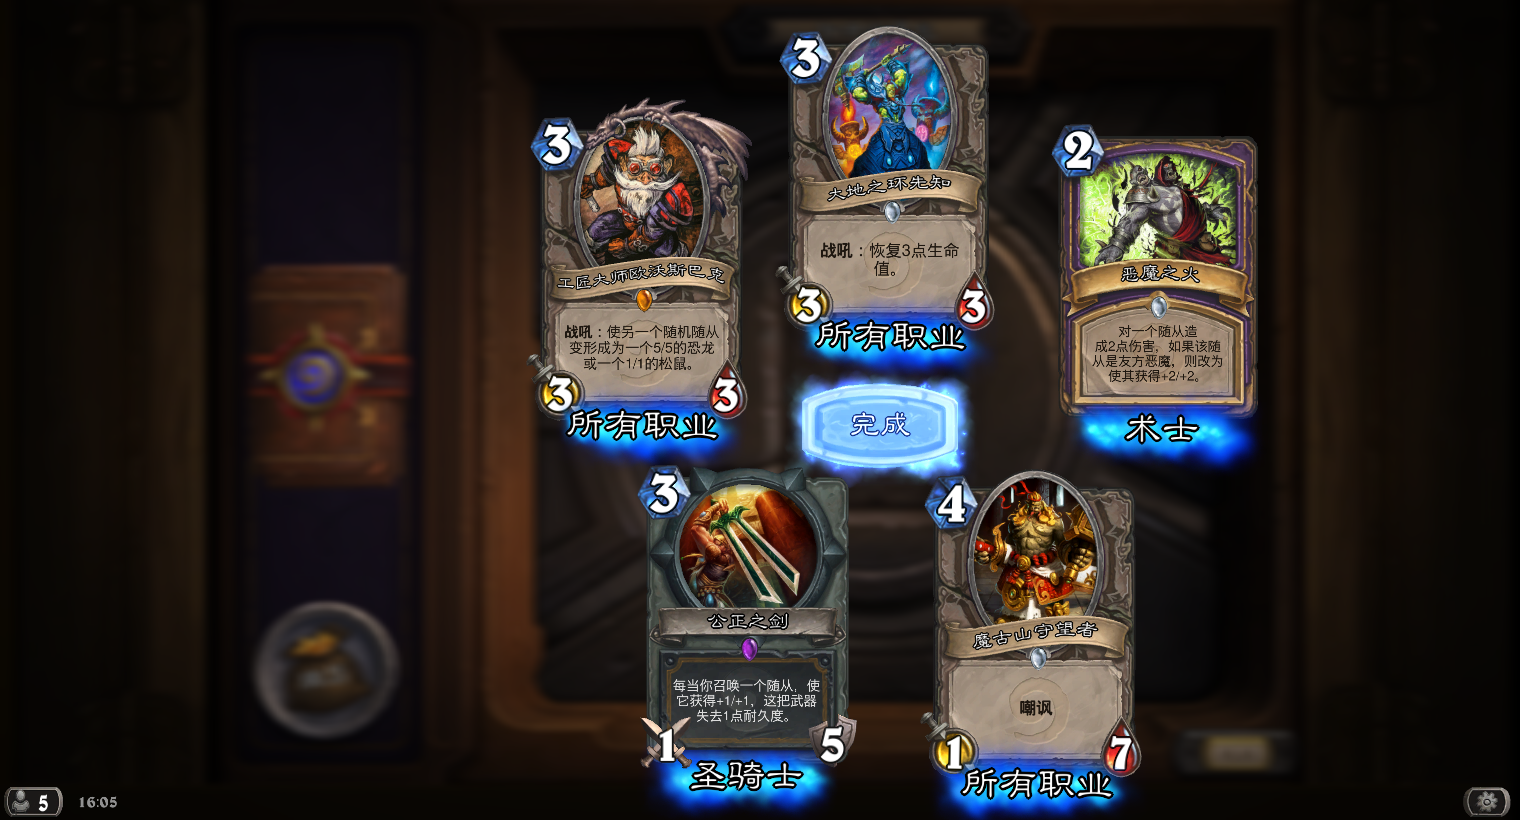 3
大地之环先知
战吼：恢复3点生命
值。
3
3
所有职业
3
工匠大师欧沃斯巴克
战吼：使另一个随机随从
变形成为一个5/5的恐龙
或一个1/1的松鼠。
3
3
所有职业
2
恶魔之火
对一个随从造
成2点伤害，如果该随
从是友方恶魔，则改为
使其获得+2/+2。
术士
完成
3
公正之剑
每当你召唤一个随从，使
它获得+1/+1，这把武器
失去1点耐久度。
1
5
圣骑士
4
魔古山守望者
嘲讽
1
7
所有职业
5
16:05